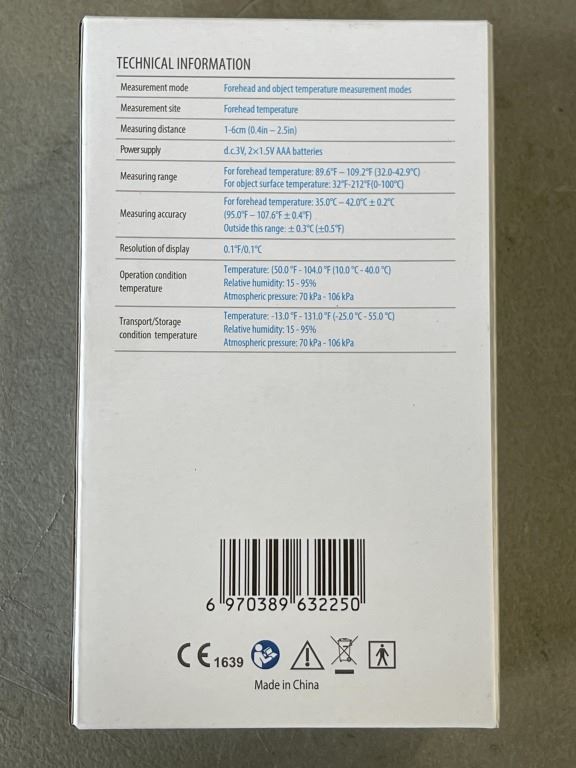 TECHNICAL INFORMATION
Measurement mode Forehead and object temperature measurement modes
Measurement site Forehead temperature
Measuring distance 1-6cm (0.4in – 2.5in)
Power supply d.c.3V, 2×1.5V AAA batteries
Measuring range For forehead temperature: 89.6°F – 109.2°F (32.0-42.9°C)
For object surface temperature: 32°F-212°F(0-100°C)
Measuring accuracy For forehead temperature: 35.0°C – 42.0°C ± 0.2°C
(95.0°F – 107.6°F ± 0.4°F)
Outside this range: ± 0.3°C (±0.5°F)
Resolution of display 0.1°F/0.1°C
Operation condition temperature Temperature: (50.0 °F - 104.0 °F (10.0 °C - 40.0 °C)
Relative humidity: 15 - 95%
Atmospheric pressure: 70 kPa - 106 kPa
Transport/Storage condition temperature Temperature: -13.0 °F - 131.0 °F (-25.0 °C - 55.0 °C)
Relative humidity: 15 - 95%
Atmospheric pressure: 70 kPa - 106 kPa
6 970389 632250
CE 1639
Made in China